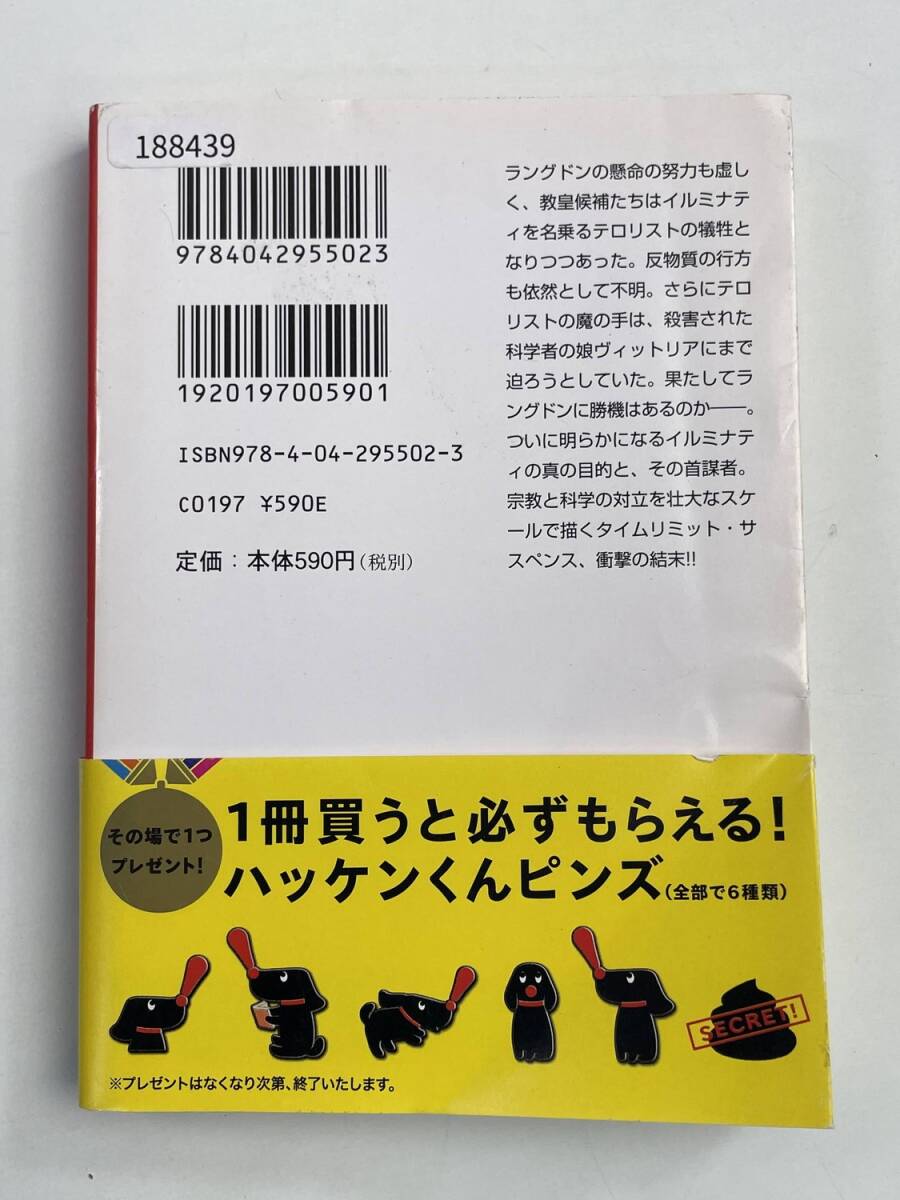 188439
9784042955023
1920197005901
ISBN978-4-04-295502-3
C0197 ¥590E
定価：本体590円（税別）
ラングドンの懸命の努力も虚し
く、教皇候補たちはイルミナテ
ィを名乗るテロリストの犠牲と
なりつつあった。反物質の行方
も依然として不明。さらにテロ
リストの魔の手は、殺害された
科学者の娘ヴィットリアにまで
迫ろうとしていた。果たしてラ
ングドンに勝機はあるのか――。
ついに明らかになるイルミナテ
ィの真の目的と、その首謀者。
宗教と科学の対立を壮大なスケ
ールで描くタイムリミット・サ
スペンス、衝撃の結末!!
その場で1つ
プレゼント！
1冊買うと必ずもらえる！
ハッケンくんピンズ（全部で6種類）
SECRET!
※プレゼントはなくなり次第、終了いたします。